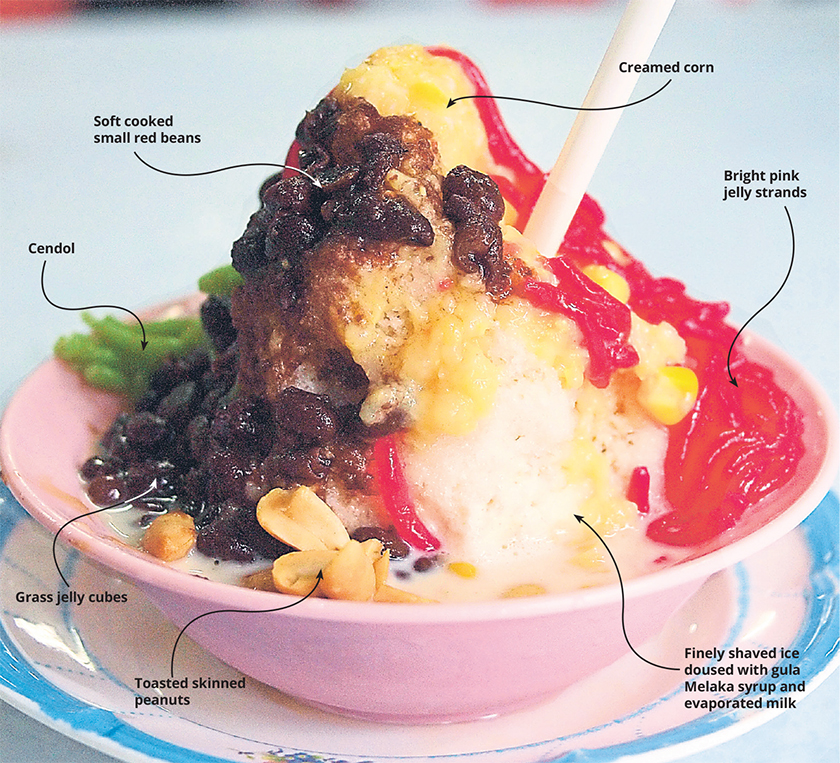 Creamed corn
Soft cooked
small red beans
Bright pink
jelly strands
Cendol
Grass jelly cubes
Toasted skinned
peanuts
Finely shaved ice
doused with gula
Melaka syrup and
evaporated milk